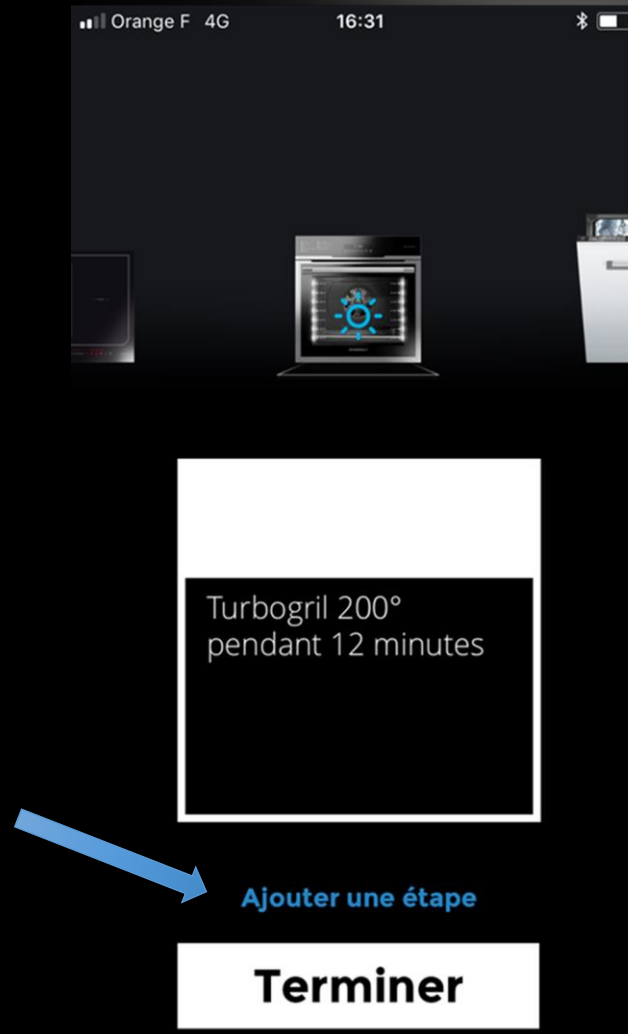 Orange F 4G 16:31
Turbogril 200°
pendant 12 minutes
Ajouter une étape
Terminer